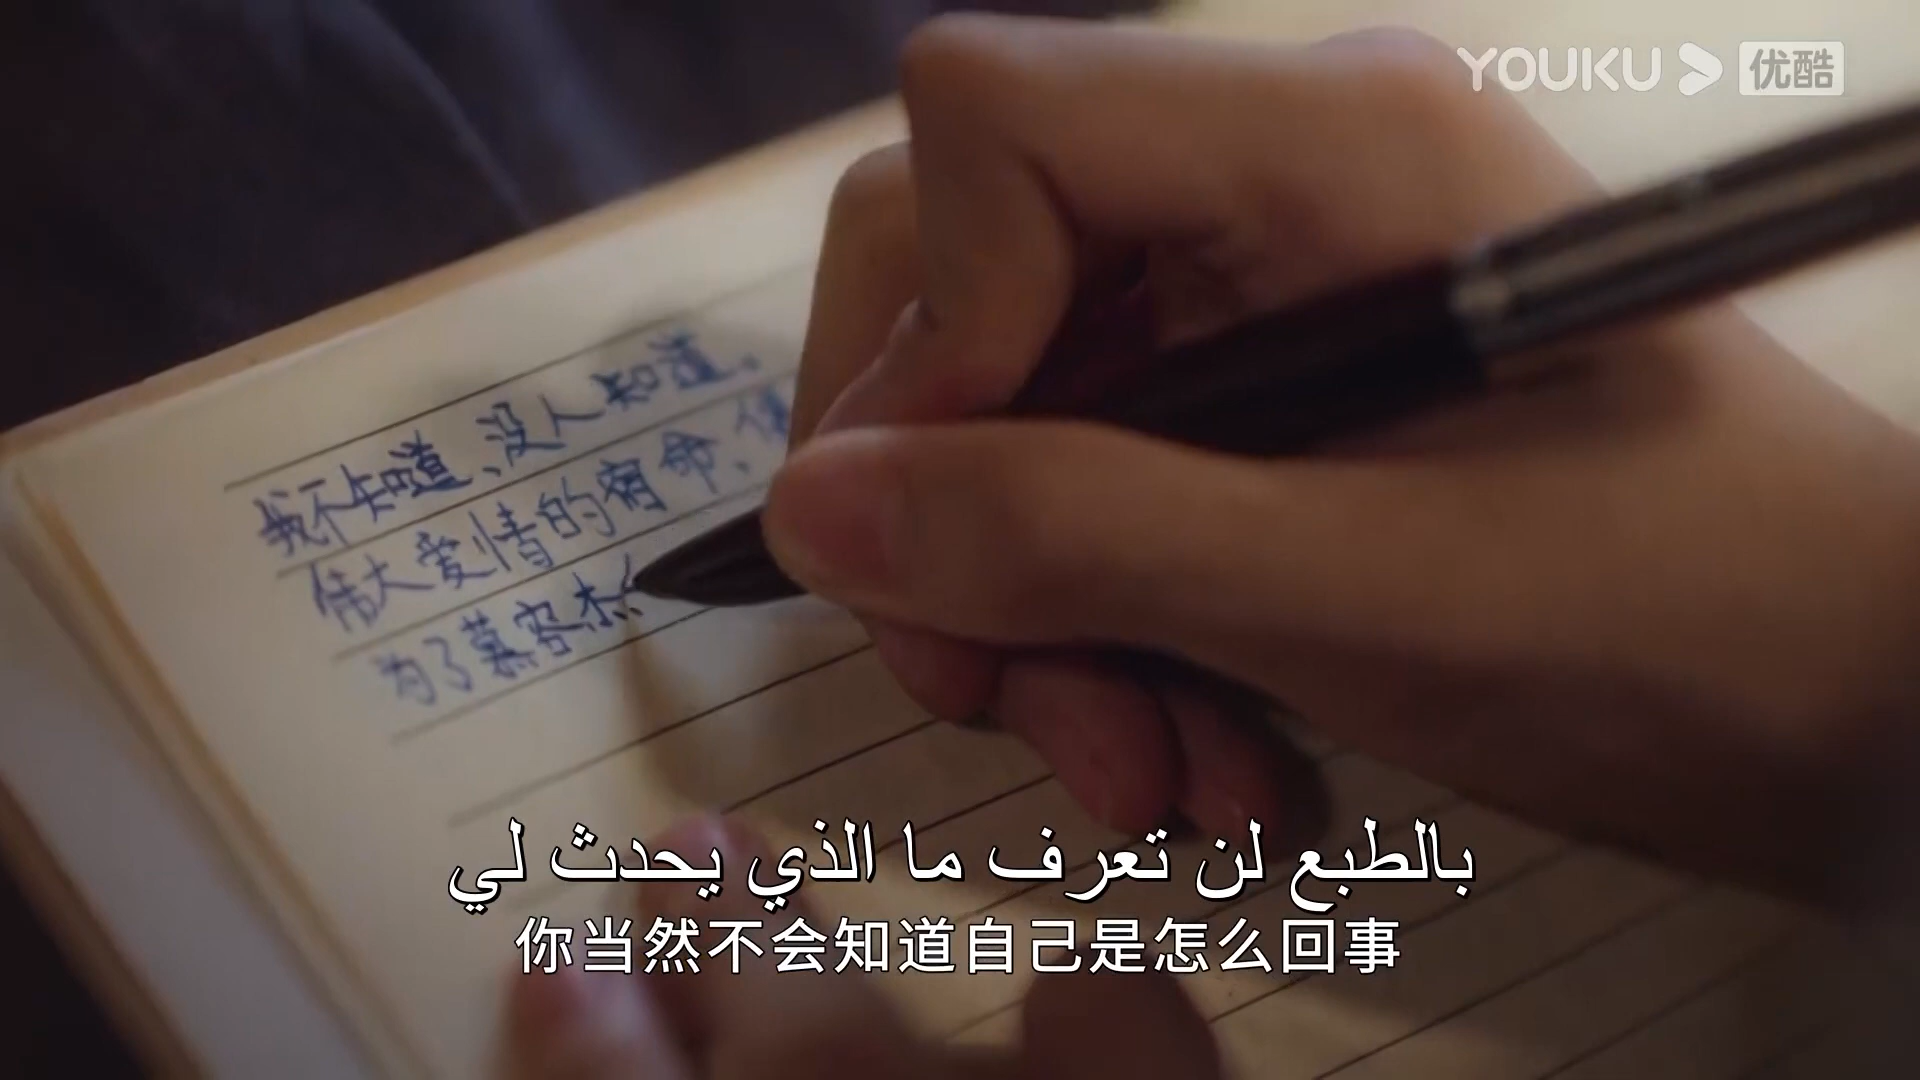 YOUKU 优酷
我不知道、没人知道。
伟大爱情的宿命、
为了慕容杰
بالطبع لن تعرف ما الذي يحدث لي
你当然不会知道自己是怎么回事